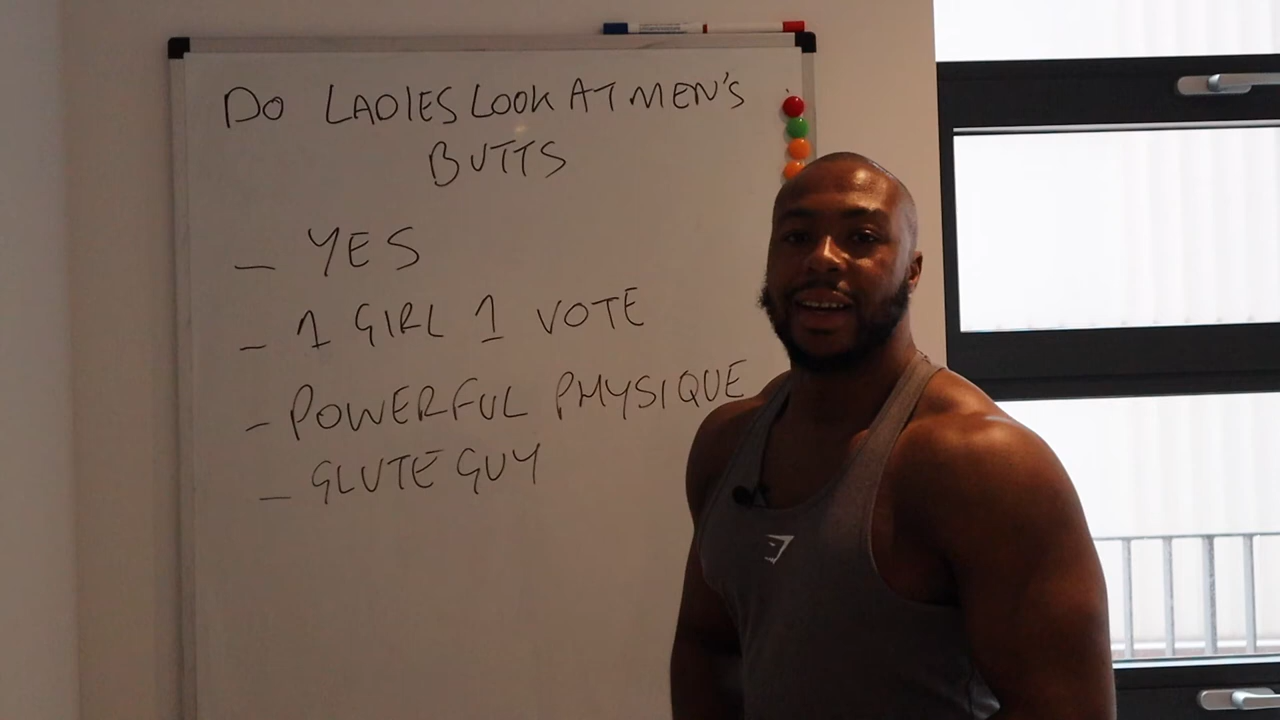 DO LADIES LOOK AT MEN'S
BUTTS
- YES
- 1 GIRL 1 VOTE
- POWERFUL PHYSIQUE
- GLUTE GUY